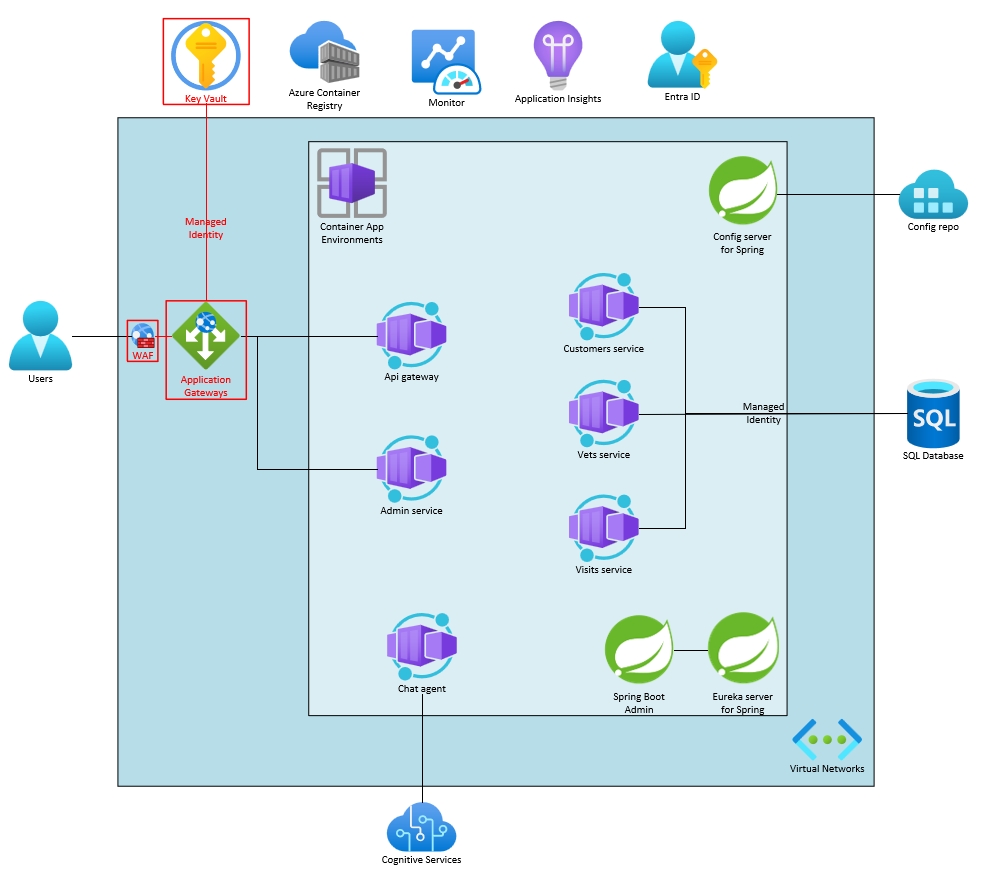 Key Vault
Azure Container
Registry
Monitor
Application Insights
Entra ID
Managed
Identity
Container App
Environments
Config server
for Spring
Config repo
Users
WAF
Application
Gateways
Api gateway
Customers service
Admin service
Vets service
Managed
Identity
SQL
SQL Database
Visits service
Chat agent
Spring Boot
Admin
Eureka server
for Spring
Virtual Networks
Cognitive Services